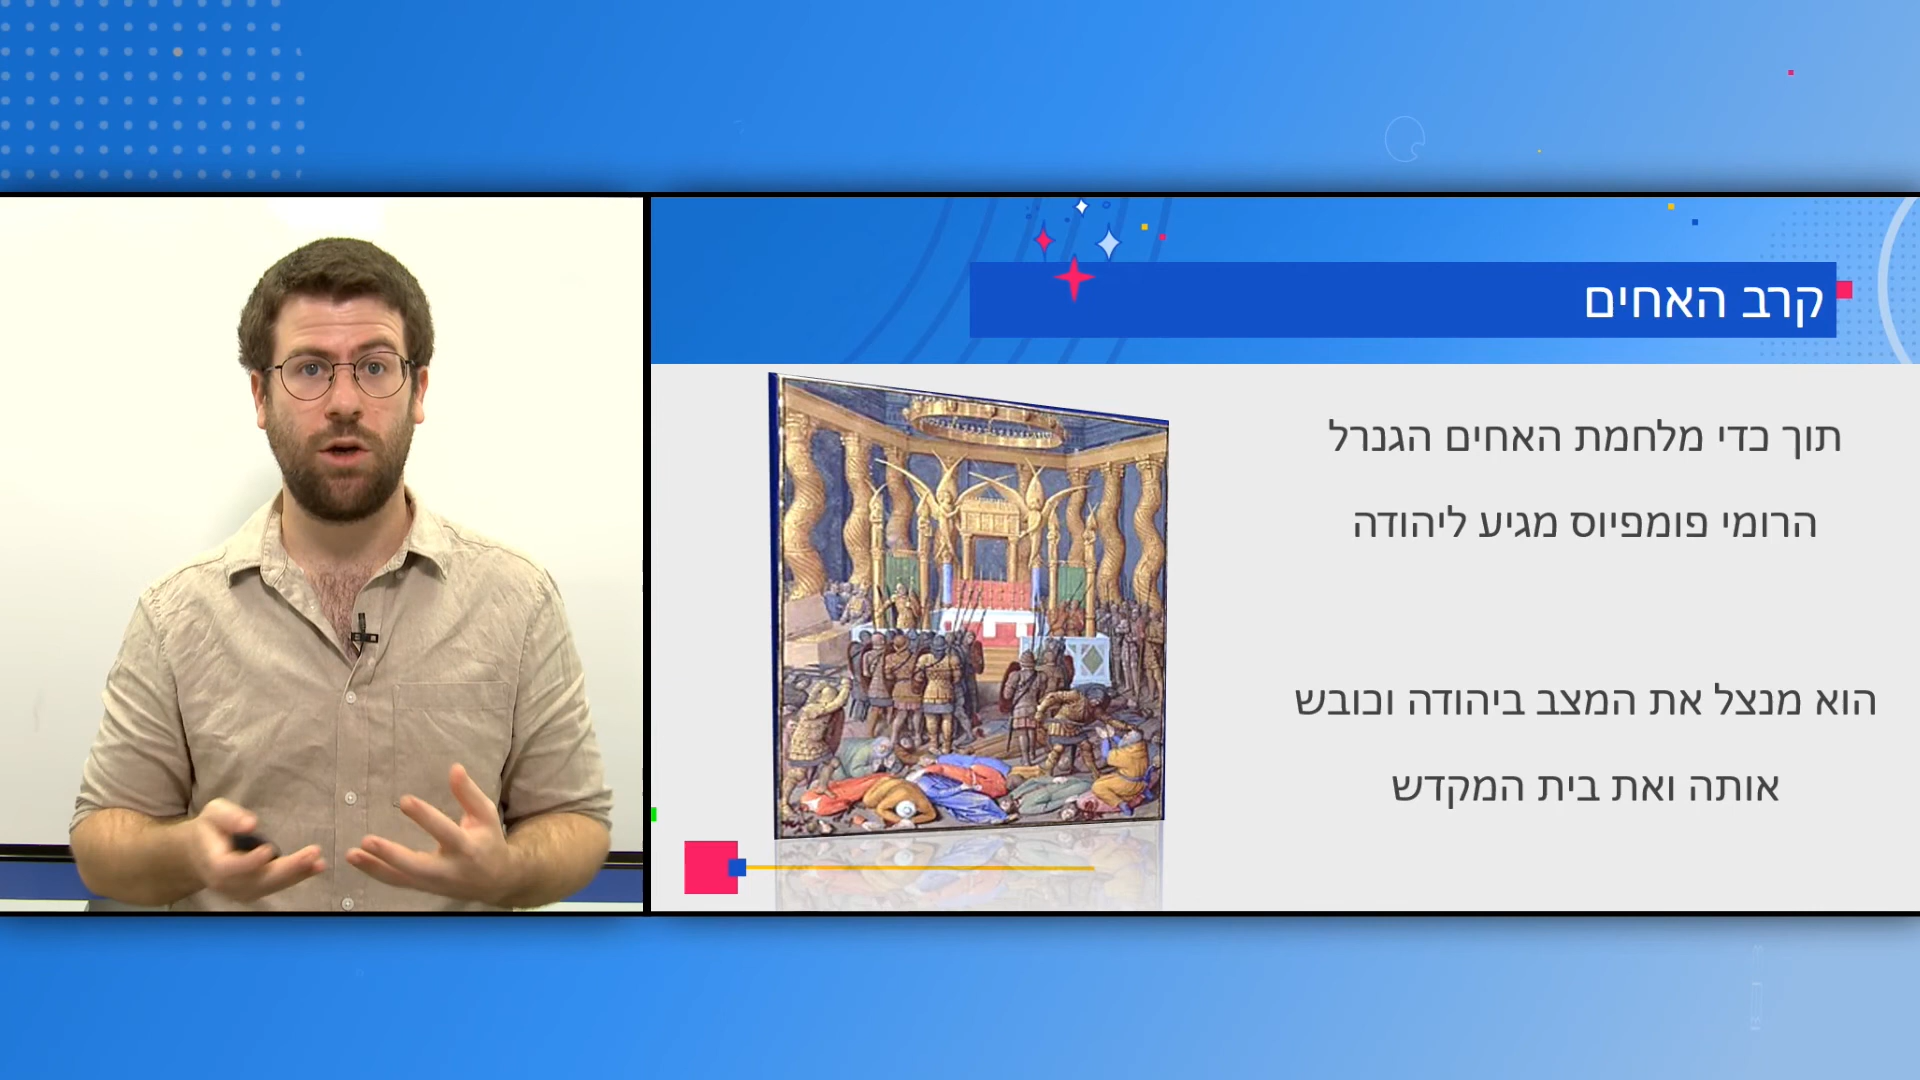 קרב האחים
תוך כדי מלחמת האחים הגנרל
הרומי פומפיוס מגיע ליהודה
הוא מנצל את המצב ביהודה וכובש
אותה ואת בית המקדש